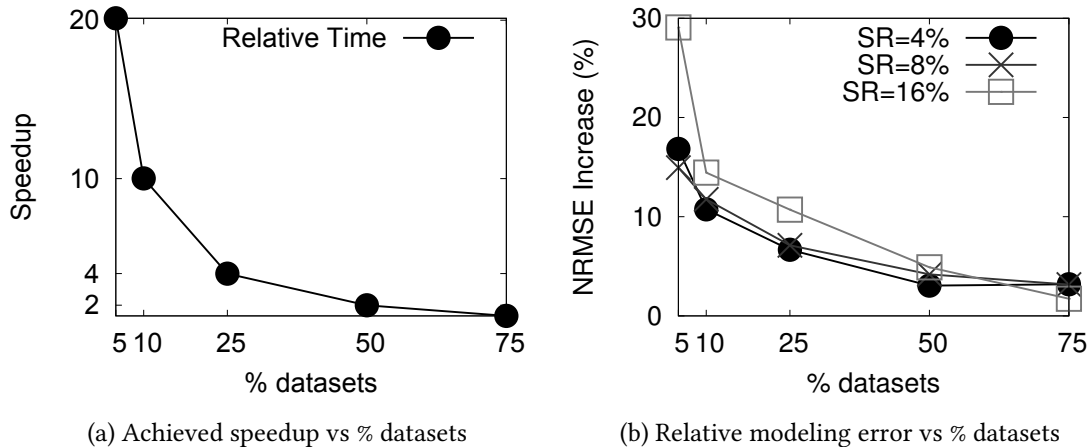 20
10
4
2
Speedup
Relative Time
5 10 25 50 75
% datasets
(a) Achieved speedup vs % datasets
30
20
10
0
NRMSE Increase (%)
SR=4%
SR=8%
SR=16%
5 10 25 50 75
% datasets
(b) Relative modeling error vs % datasets